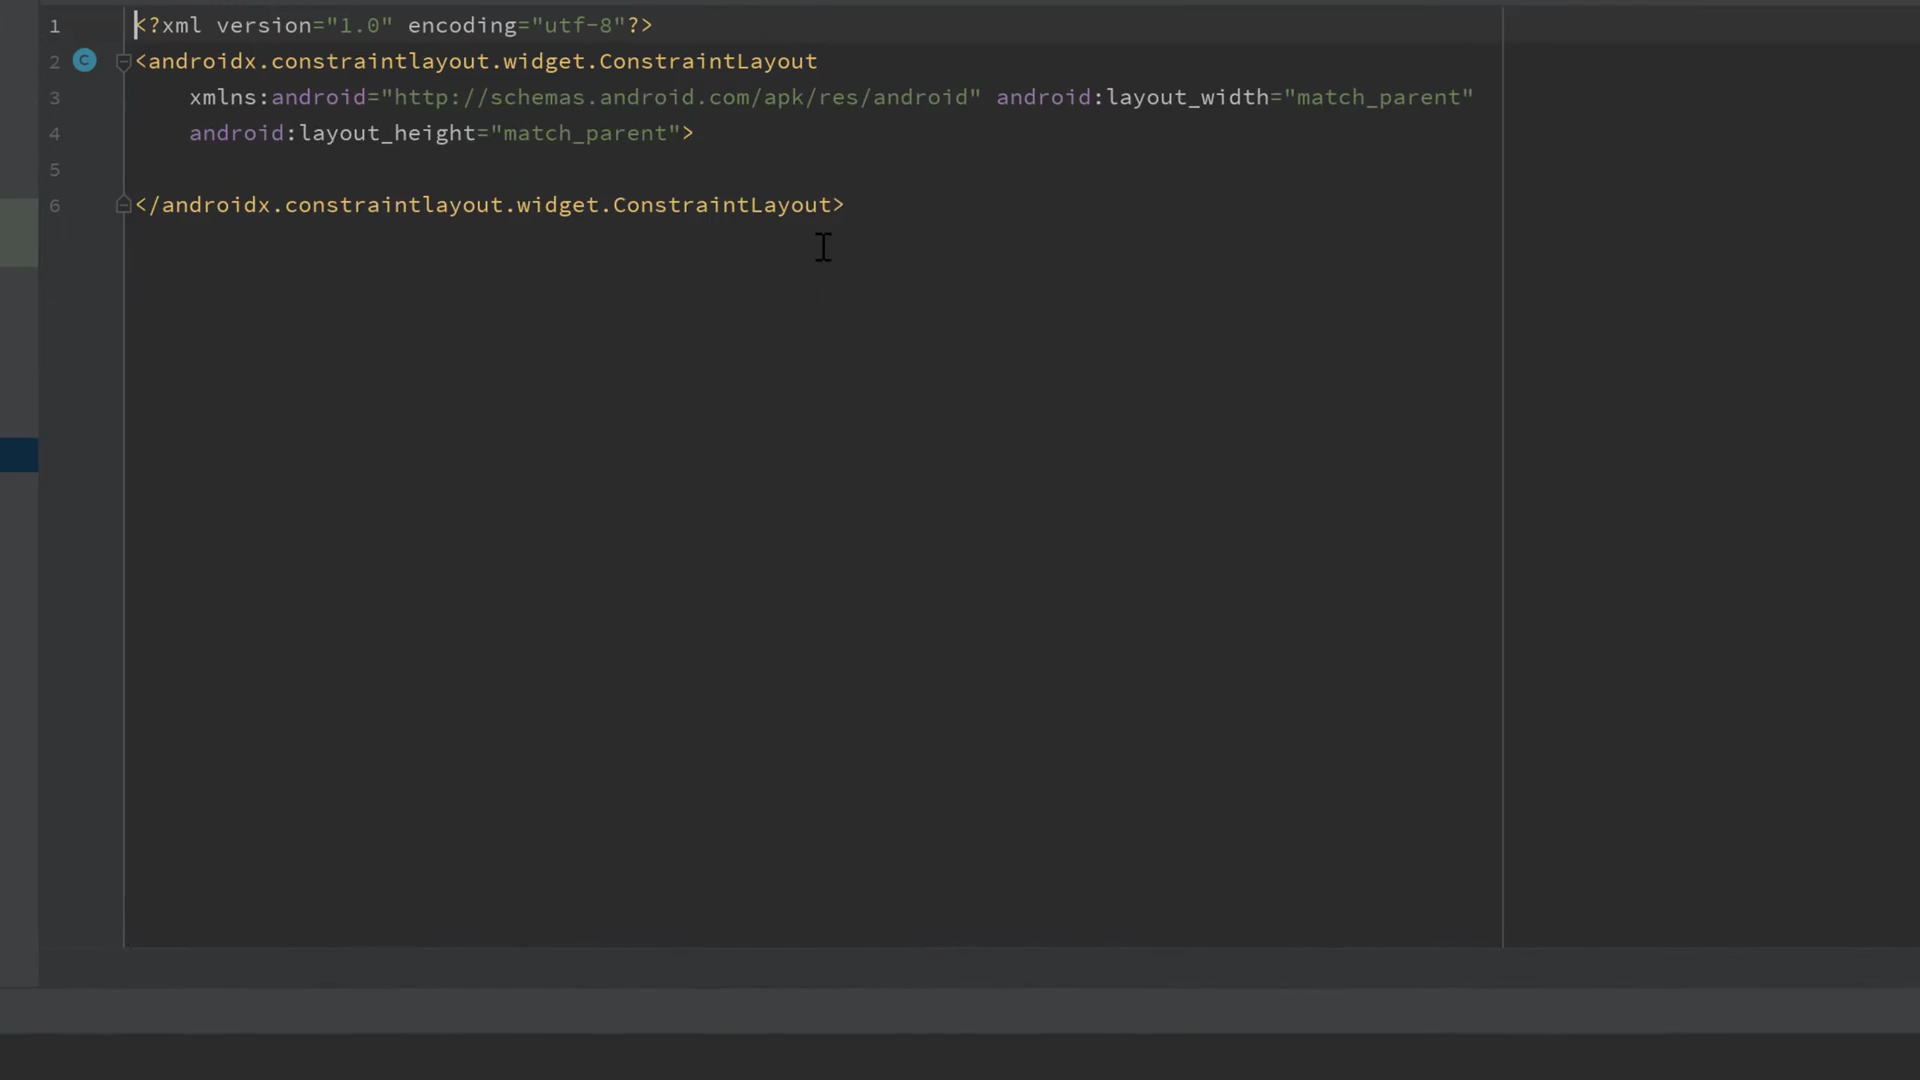 1 <?xml version="1.0" encoding="utf-8"?>
2 C <androidx.constraintlayout.widget.ConstraintLayout
3 xmlns:android="http://schemas.android.com/apk/res/android" android:layout_width="match_parent"
4 android:layout_height="match_parent">
5
6 </androidx.constraintlayout.widget.ConstraintLayout>